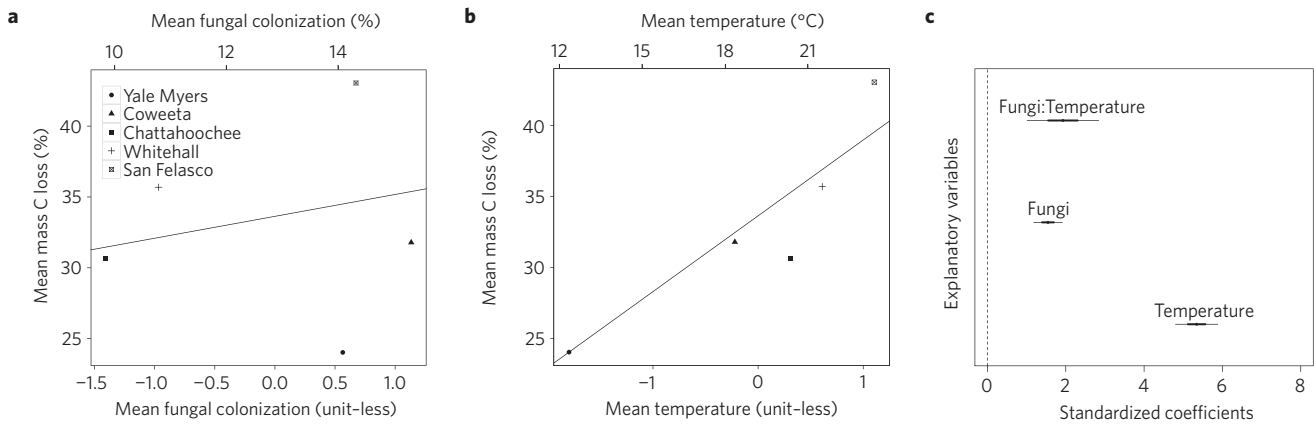 a
Mean fungal colonization (%)
10 12 14
Mean mass C loss (%)
40
35
30
25
Yale Myers
Coweeta
Chattahoochee
Whitehall
San Felasco
−1.5 −1.0 −0.5 0.0 0.5 1.0
Mean fungal colonization (unit–less)
b
Mean temperature (°C)
12 15 18 21
Mean mass C loss (%)
40
35
30
25
−1 0 1
Mean temperature (unit–less)
c
Explanatory variables
Fungi:Temperature
Fungi
Temperature
0 2 4 6 8
Standardized coefficients